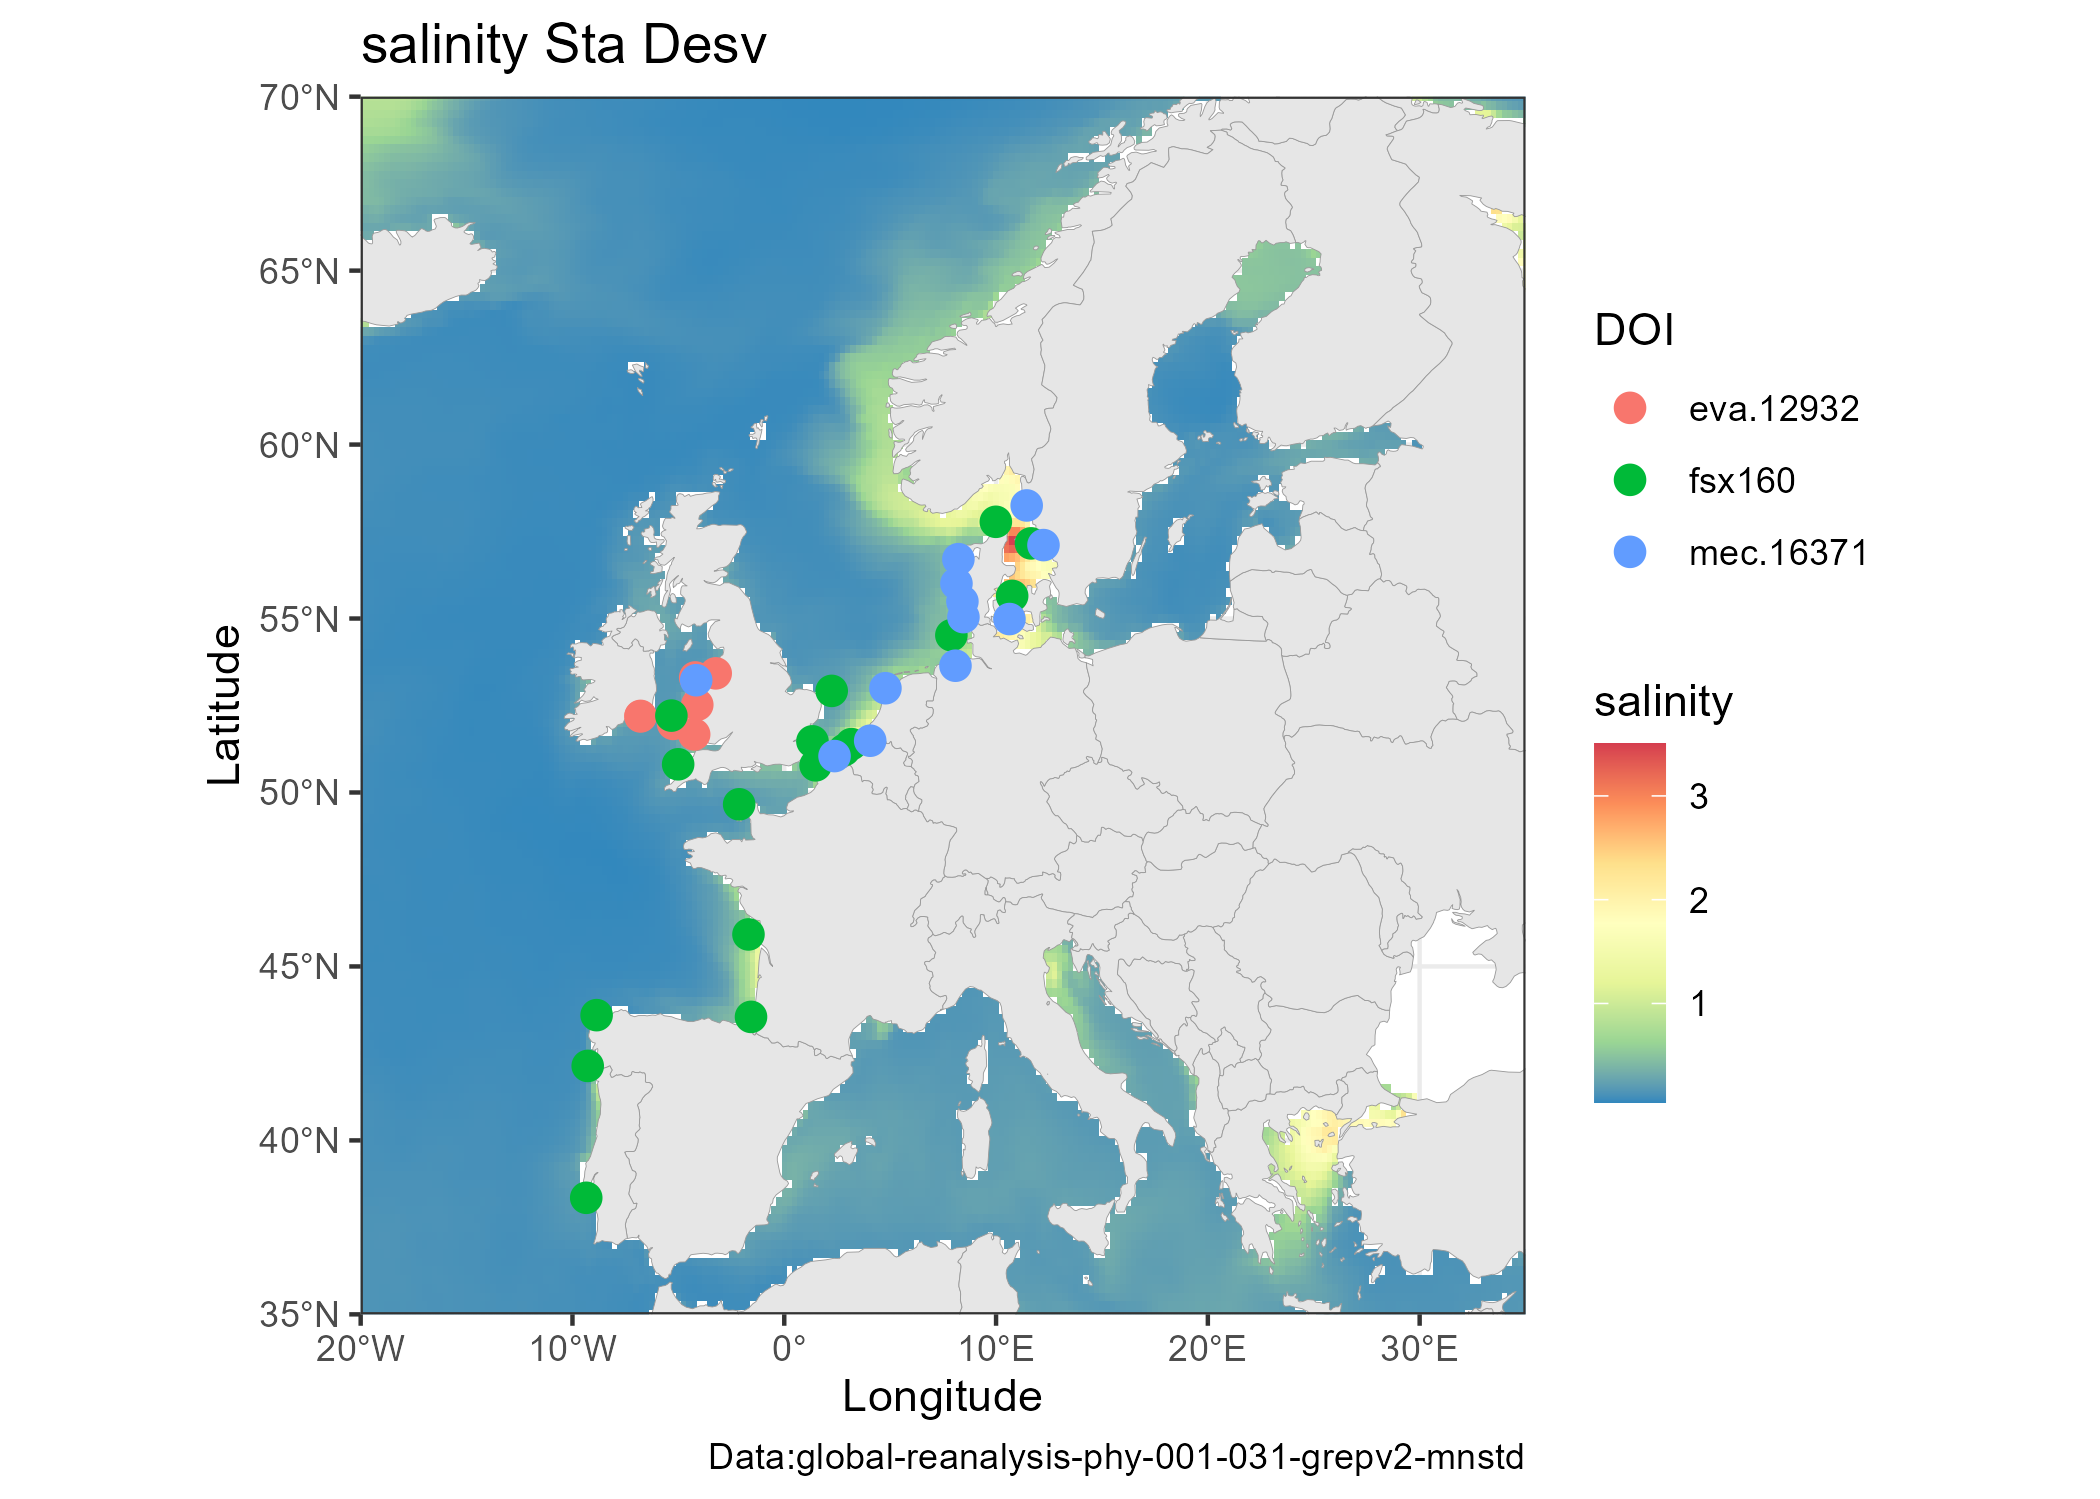 salinity Sta Desv
70°N
65°N
60°N
55°N
50°N
45°N
40°N
35°N
Latitude
20°W 10°W 0° 10°E 20°E 30°E
Longitude
Data:global-reanalysis-phy-001-031-grepv2-mnstd
DOI
eva.12932
fsx160
mec.16371
salinity
3
2
1